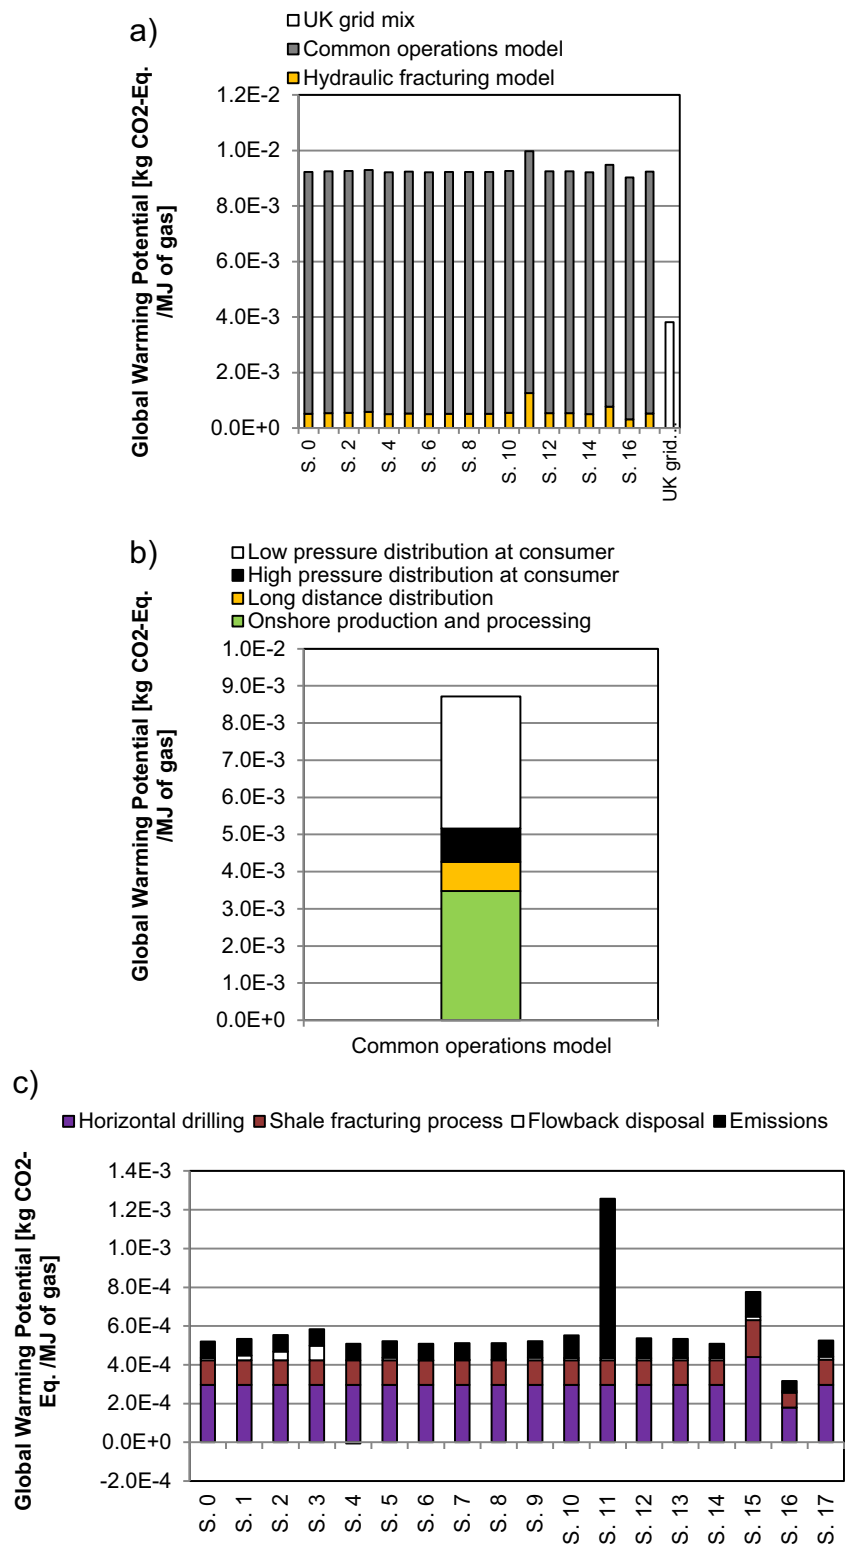 a)
UK grid mix
Common operations model
Hydraulic fracturing model
Global Warming Potential [kg CO2-Eq.
/MJ of gas]
1.2E-2
1.0E-2
8.0E-3
6.0E-3
4.0E-3
2.0E-3
0.0E+0
S. 0
S. 2
S. 4
S. 6
S. 8
S. 10
S. 12
S. 14
S. 16
UK grid...
b)
Low pressure distribution at consumer
High pressure distribution at consumer
Long distance distribution
Onshore production and processing
Global Warming Potential [kg CO2-Eq.
/MJ of gas]
1.0E-2
9.0E-3
8.0E-3
7.0E-3
6.0E-3
5.0E-3
4.0E-3
3.0E-3
2.0E-3
1.0E-3
0.0E+0
Common operations model
c)
Horizontal drilling Shale fracturing process Flowback disposal Emissions
Global Warming Potential [kg CO2-
Eq. /MJ of gas]
1.4E-3
1.2E-3
1.0E-3
8.0E-4
6.0E-4
4.0E-4
2.0E-4
0.0E+0
-2.0E-4
S. 0
S. 1
S. 2
S. 3
S. 4
S. 5
S. 6
S. 7
S. 8
S. 9
S. 10
S. 11
S. 12
S. 13
S. 14
S. 15
S. 16
S. 17